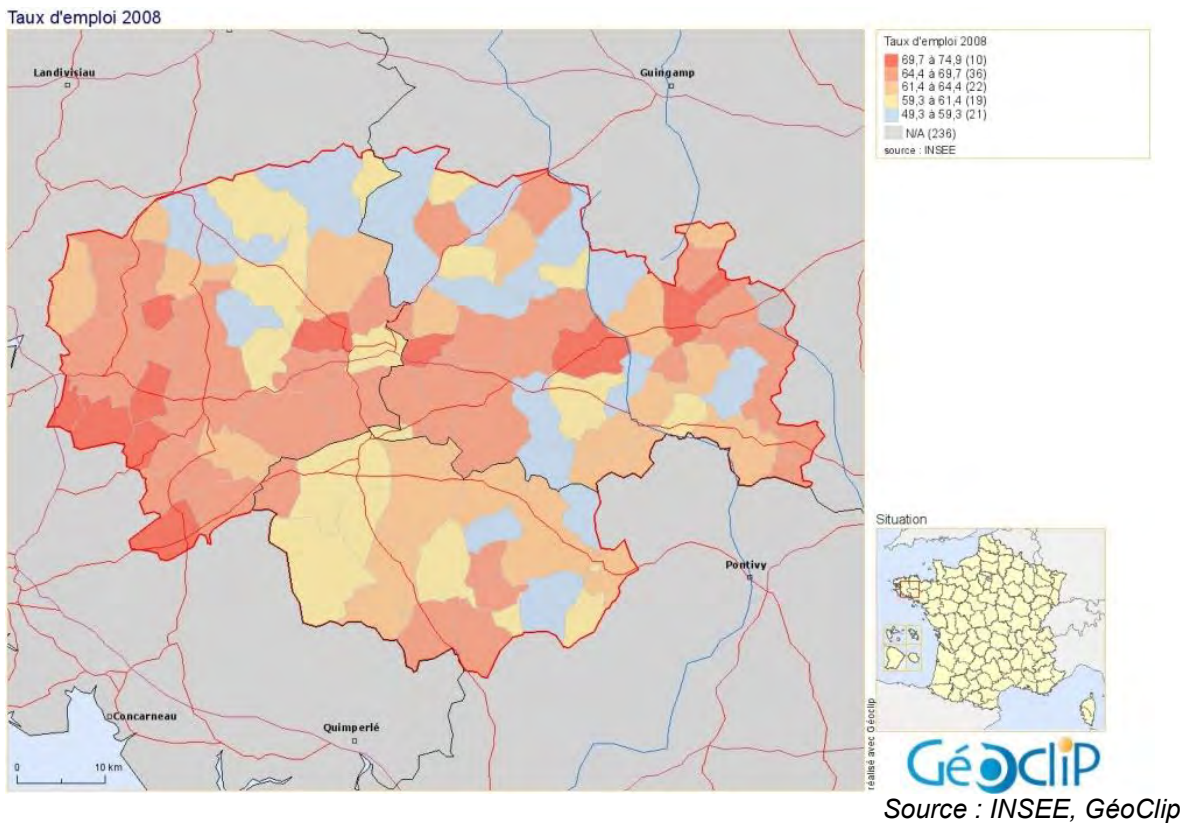 Taux d'emploi 2008
Landivisiau
Guingamp
Pontivy
Concarneau
Quimperlé
0 10 km
réalisé avec Géoclip
Taux d'emploi 2008
69,7 à 74,9 (10)
64,4 à 69,7 (36)
61,4 à 64,4 (22)
59,3 à 61,4 (19)
49,3 à 59,3 (21)
N/A (236)
source : INSEE
Situation
GéOcliP
Source : INSEE, GéoClip